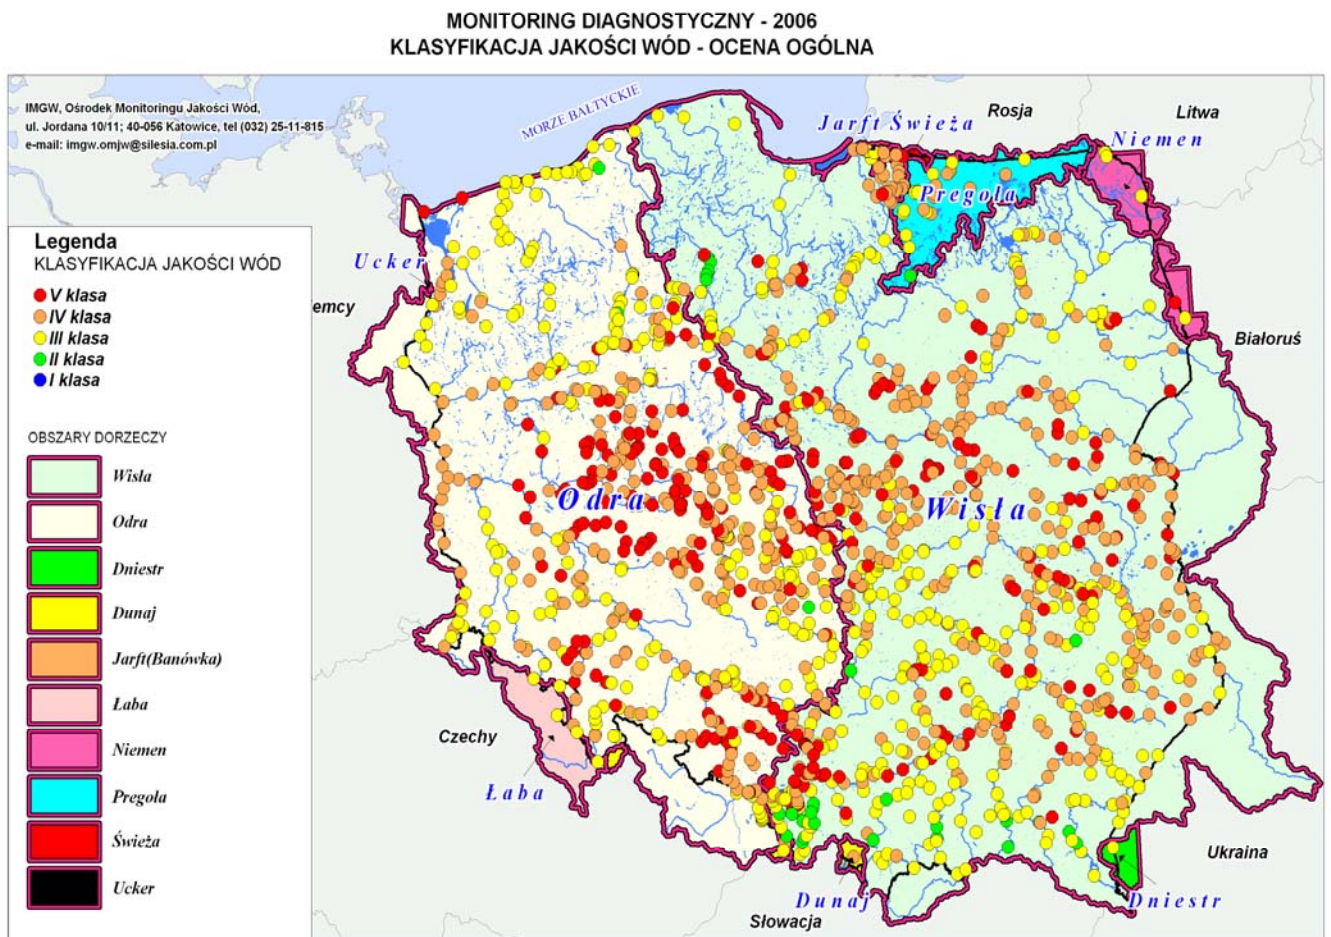 MONITORING DIAGNOSTYCZNY - 2006
KLASYFIKACJA JAKOŚCI WÓD - OCENA OGÓLNA
IMGW, Ośrodek Monitoringu Jakości Wód,
ul. Jordana 10/11; 40-056 Katowice, tel (032) 25-11-815
e-mail: imgw.omjw@silesia.com.pl
MORZE BAŁTYCKIE
Rosja
Litwa
Jarft Świeża
Niemen
Pregoła
Ucker
emcy
Białoruś
Odra
Wisła
Czechy
Łaba
Ukraina
Dunaj
Dniestr
Słowacja
Legenda
KLASYFIKACJA JAKOŚCI WÓD
V klasa
IV klasa
III klasa
II klasa
I klasa
OBSZARY DORZECZY
Wisła
Odra
Dniestr
Dunaj
Jarft(Banówka)
Łaba
Niemen
Pregoła
Świeża
Ucker